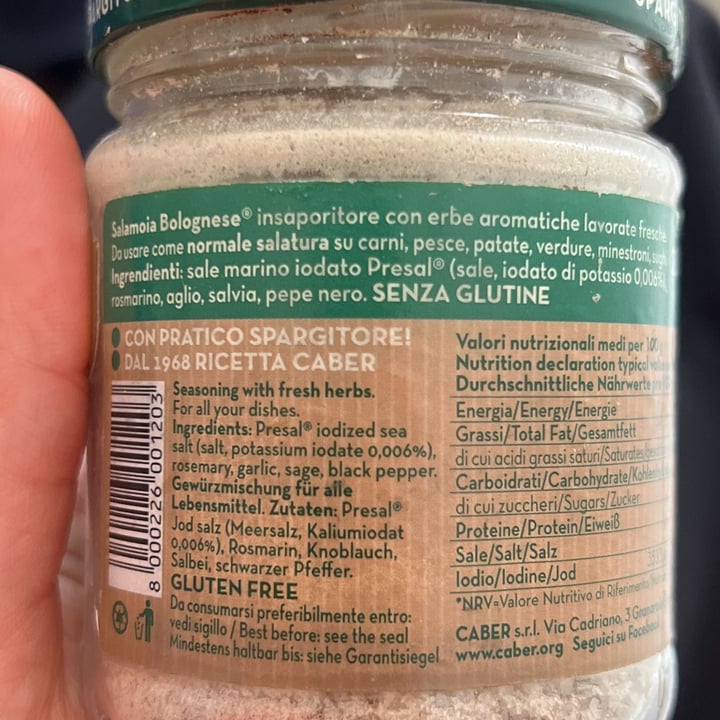 Salamoia Bolognese® insaporitore con erbe aromatiche lavorate fresche.
Da usare come normale salatura su carni, pesce, patate, verdure, minestroni,
Ingredienti: sale marino iodato Presal® (sale, iodato di potassio 0,006%),
rosmarino, aglio, salvia, pepe nero. SENZA GLUTINE
CON PRATICO SPARGITORE!
DAL 1968 RICETTA CABER
Seasoning with fresh herbs.
For all your dishes.
Ingredients: Presal® iodized sea
salt (salt, potassium iodate 0,006%),
rosemary, garlic, sage, black pepper.
Gewürzmischung für alle
Lebensmittel. Zutaten: Presal®
Jod salz (Meersalz, Kaliumiodat
0,006%), Rosmarin, Knoblauch,
Salbei, schwarzer Pfeffer.
GLUTEN FREE
Da consumarsi preferibilmente entro:
vedi sigillo / Best before: see the seal
Mindestens haltbar bis: siehe Garantisiegel
8 000226 001203
Valori nutrizionali medi per 100
Nutrition declaration typical
Durchschnittliche Nährwerte
Energia/Energy/Energie
Grassi/Total Fat/Gesamtfett
di cui acidi grassi saturi/Saturates
Carboidrati/Carbohydrate/
di cui zuccheri/Sugars/Zucker
Proteine/Protein/Eiweiß
Sale/Salt/Salz
Iodio/Iodine/Jod
*NRV=Valore Nutritivo di Riferimento
CABER s.r.l. Via Cadriano, 3
www.caber.org Seguici su Facebook